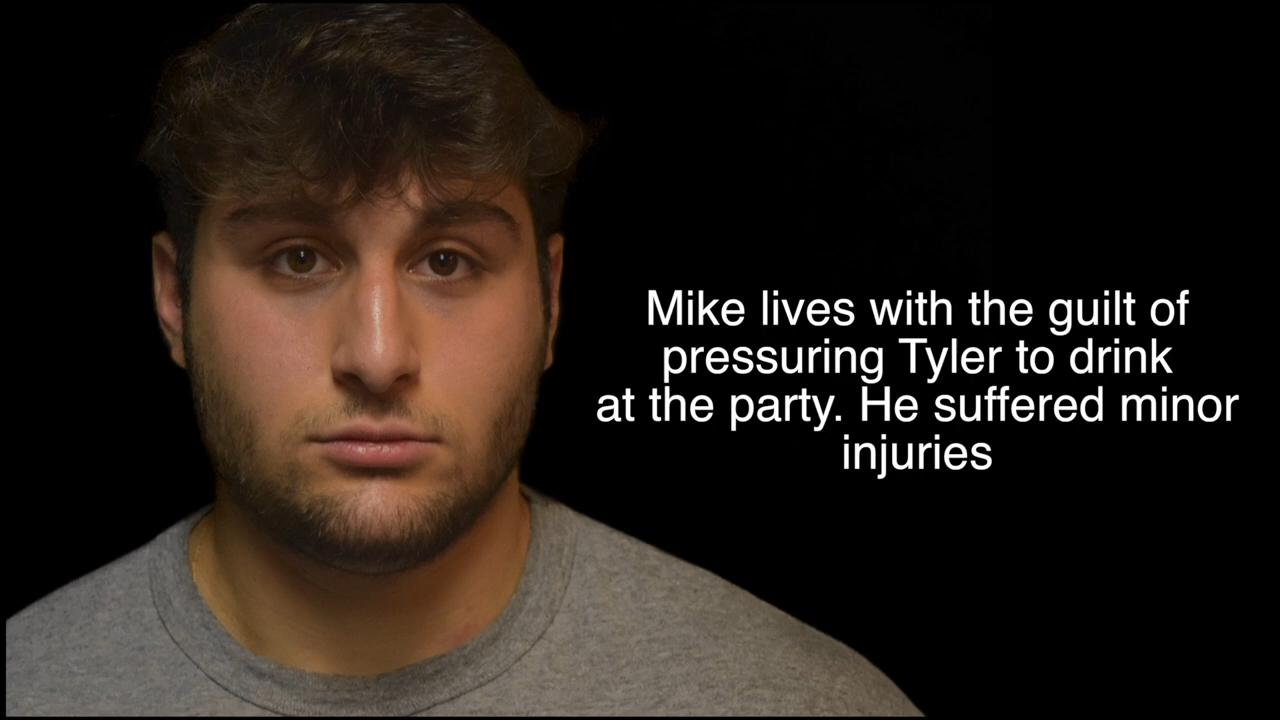 Mike lives with the guilt of
pressuring Tyler to drink
at the party. He suffered minor
injuries